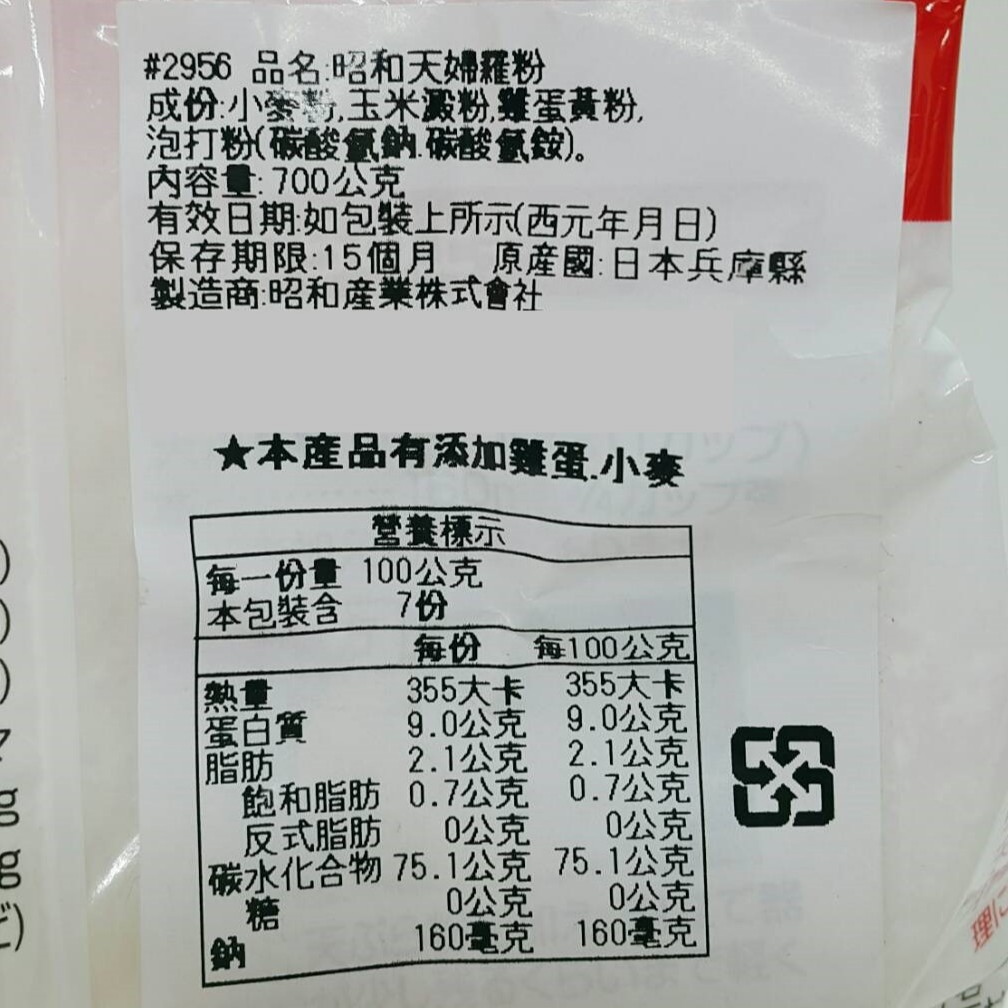 #2956 品名:昭和天婦羅粉
成份:小麥粉,玉米澱粉,雞蛋黃粉,
泡打粉(碳酸氫鈉.碳酸氫銨)。
內容量:700公克
有效日期:如包裝上所示(西元年月日)
保存期限:15個月 原產國:日本兵庫縣
製造商:昭和產業株式會社
★本產品有添加雞蛋.小麥
營養標示
每一份量 100公克
本包裝含 7份
每份 每100公克
熱量 355大卡 355大卡
蛋白質 9.0公克 9.0公克
脂肪 2.1公克 2.1公克
飽和脂肪 0.7公克 0.7公克
反式脂肪 0公克 0公克
碳水化合物 75.1公克 75.1公克
糖 0公克 0公克
鈉 160毫克 160毫克